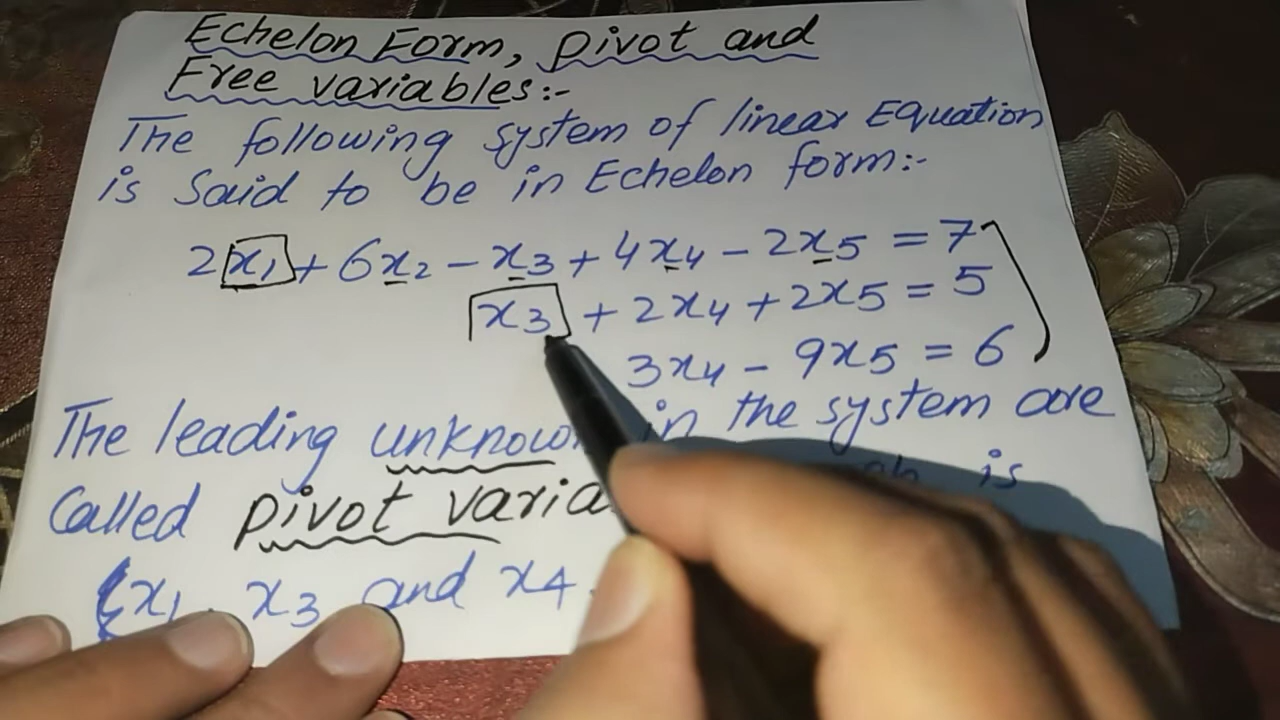 Echelon Form, pivot and
Free variables:-
The following system of linear Equation
is said to be in Echelon form:-
2x1 + 6x2 - x3 + 4x4 - 2x5 = 7
x3 + 2x4 + 2x5 = 5
3x4 - 9x5 = 6
The leading in the system are
Called pivot is
x1, x3 and x4